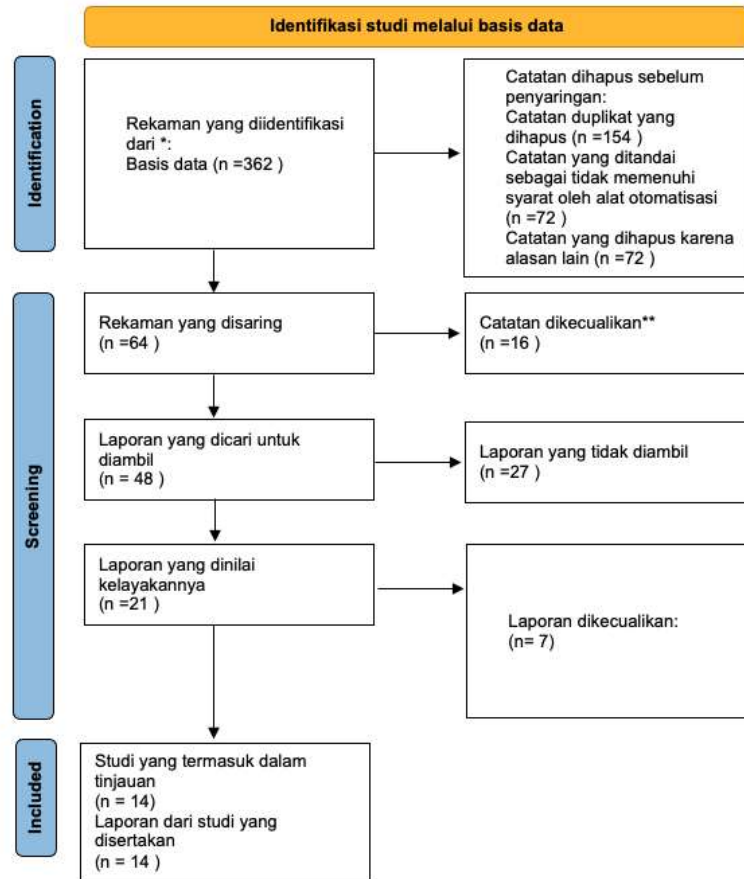 Identifikasi studi melalui basis data
Identification
Rekaman yang diidentifikasi
dari *:
Basis data (n =362 )
Catatan dihapus sebelum
penyaringan:
Catatan duplikat yang
dihapus (n =154 )
Catatan yang ditandai
sebagai tidak memenuhi
syarat oleh alat otomatisasi
(n =72 )
Catatan yang dihapus karena
alasan lain (n =72 )
Screening
Rekaman yang disaring
(n =64 )
Catatan dikecualikan**
(n =16 )
Laporan yang dicari untuk
diambil
(n = 48 )
Laporan yang tidak diambil
(n =27 )
Laporan yang dinilai
kelayakannya
(n =21 )
Laporan dikecualikan:
(n= 7)
Included
Studi yang termasuk dalam
tinjauan
(n = 14)
Laporan dari studi yang
disertakan
(n = 14 )